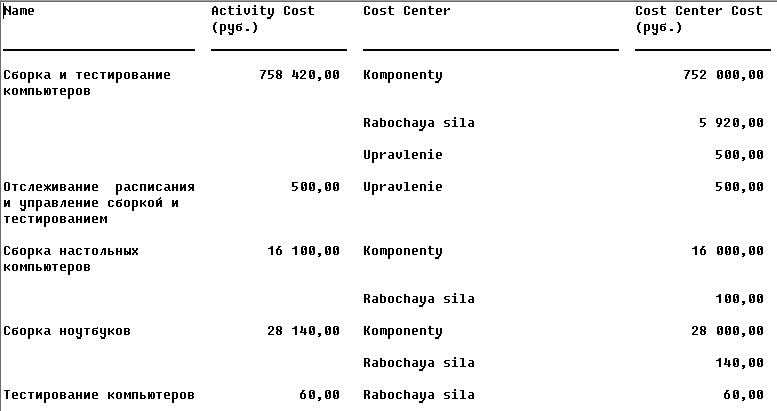 Name Activity Cost Cost Center Cost Center Cost
(руб.) (руб.)
Сборка и тестирование 758 420,00 Komponenty 752 000,00
компьютеров
Rabochaya sila 5 920,00
Upravlenie 500,00
Отслеживание расписания 500,00 Upravlenie 500,00
и управление сборкой и
тестированием
Сборка настольных 16 100,00 Komponenty 16 000,00
компьютеров
Rabochaya sila 100,00
Сборка ноутбуков 28 140,00 Komponenty 28 000,00
Rabochaya sila 140,00
Тестирование компьютеров 60,00 Rabochaya sila 60,00